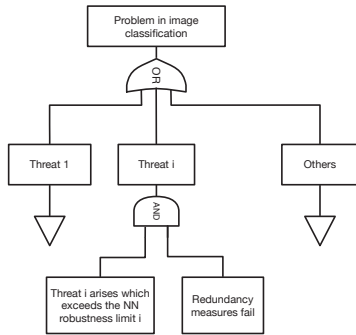 Problem in image
classification
OR
Threat 1
Threat i
Others
AND
Threat i arises which
exceeds the NN
robustness limit i
Redundancy
measures fail